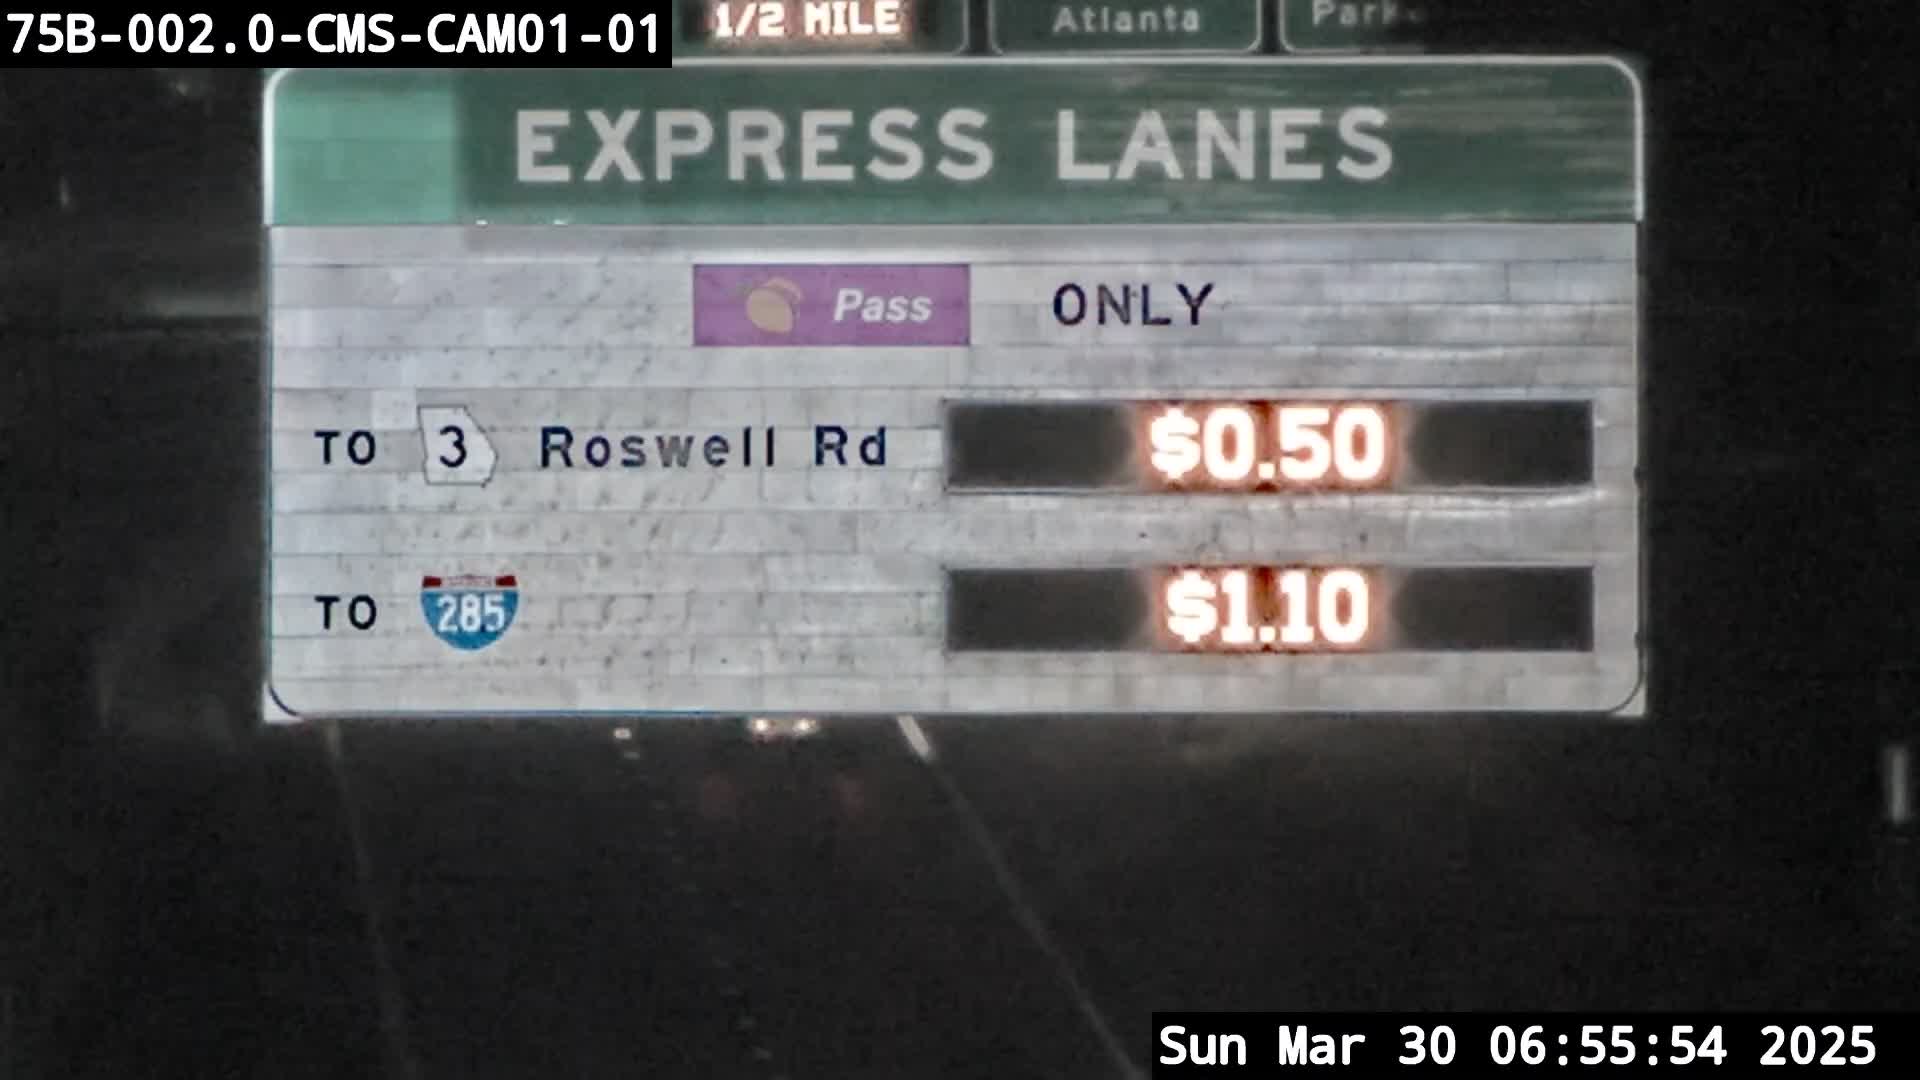 75B-002.0-CMS-CAM01-01
1/2 MILE
Atlanta
Park
EXPRESS LANES
Pass ONLY
TO 3 Roswell Rd $0.50
TO 285 $1.10
Sun Mar 30 06:55:54 2025